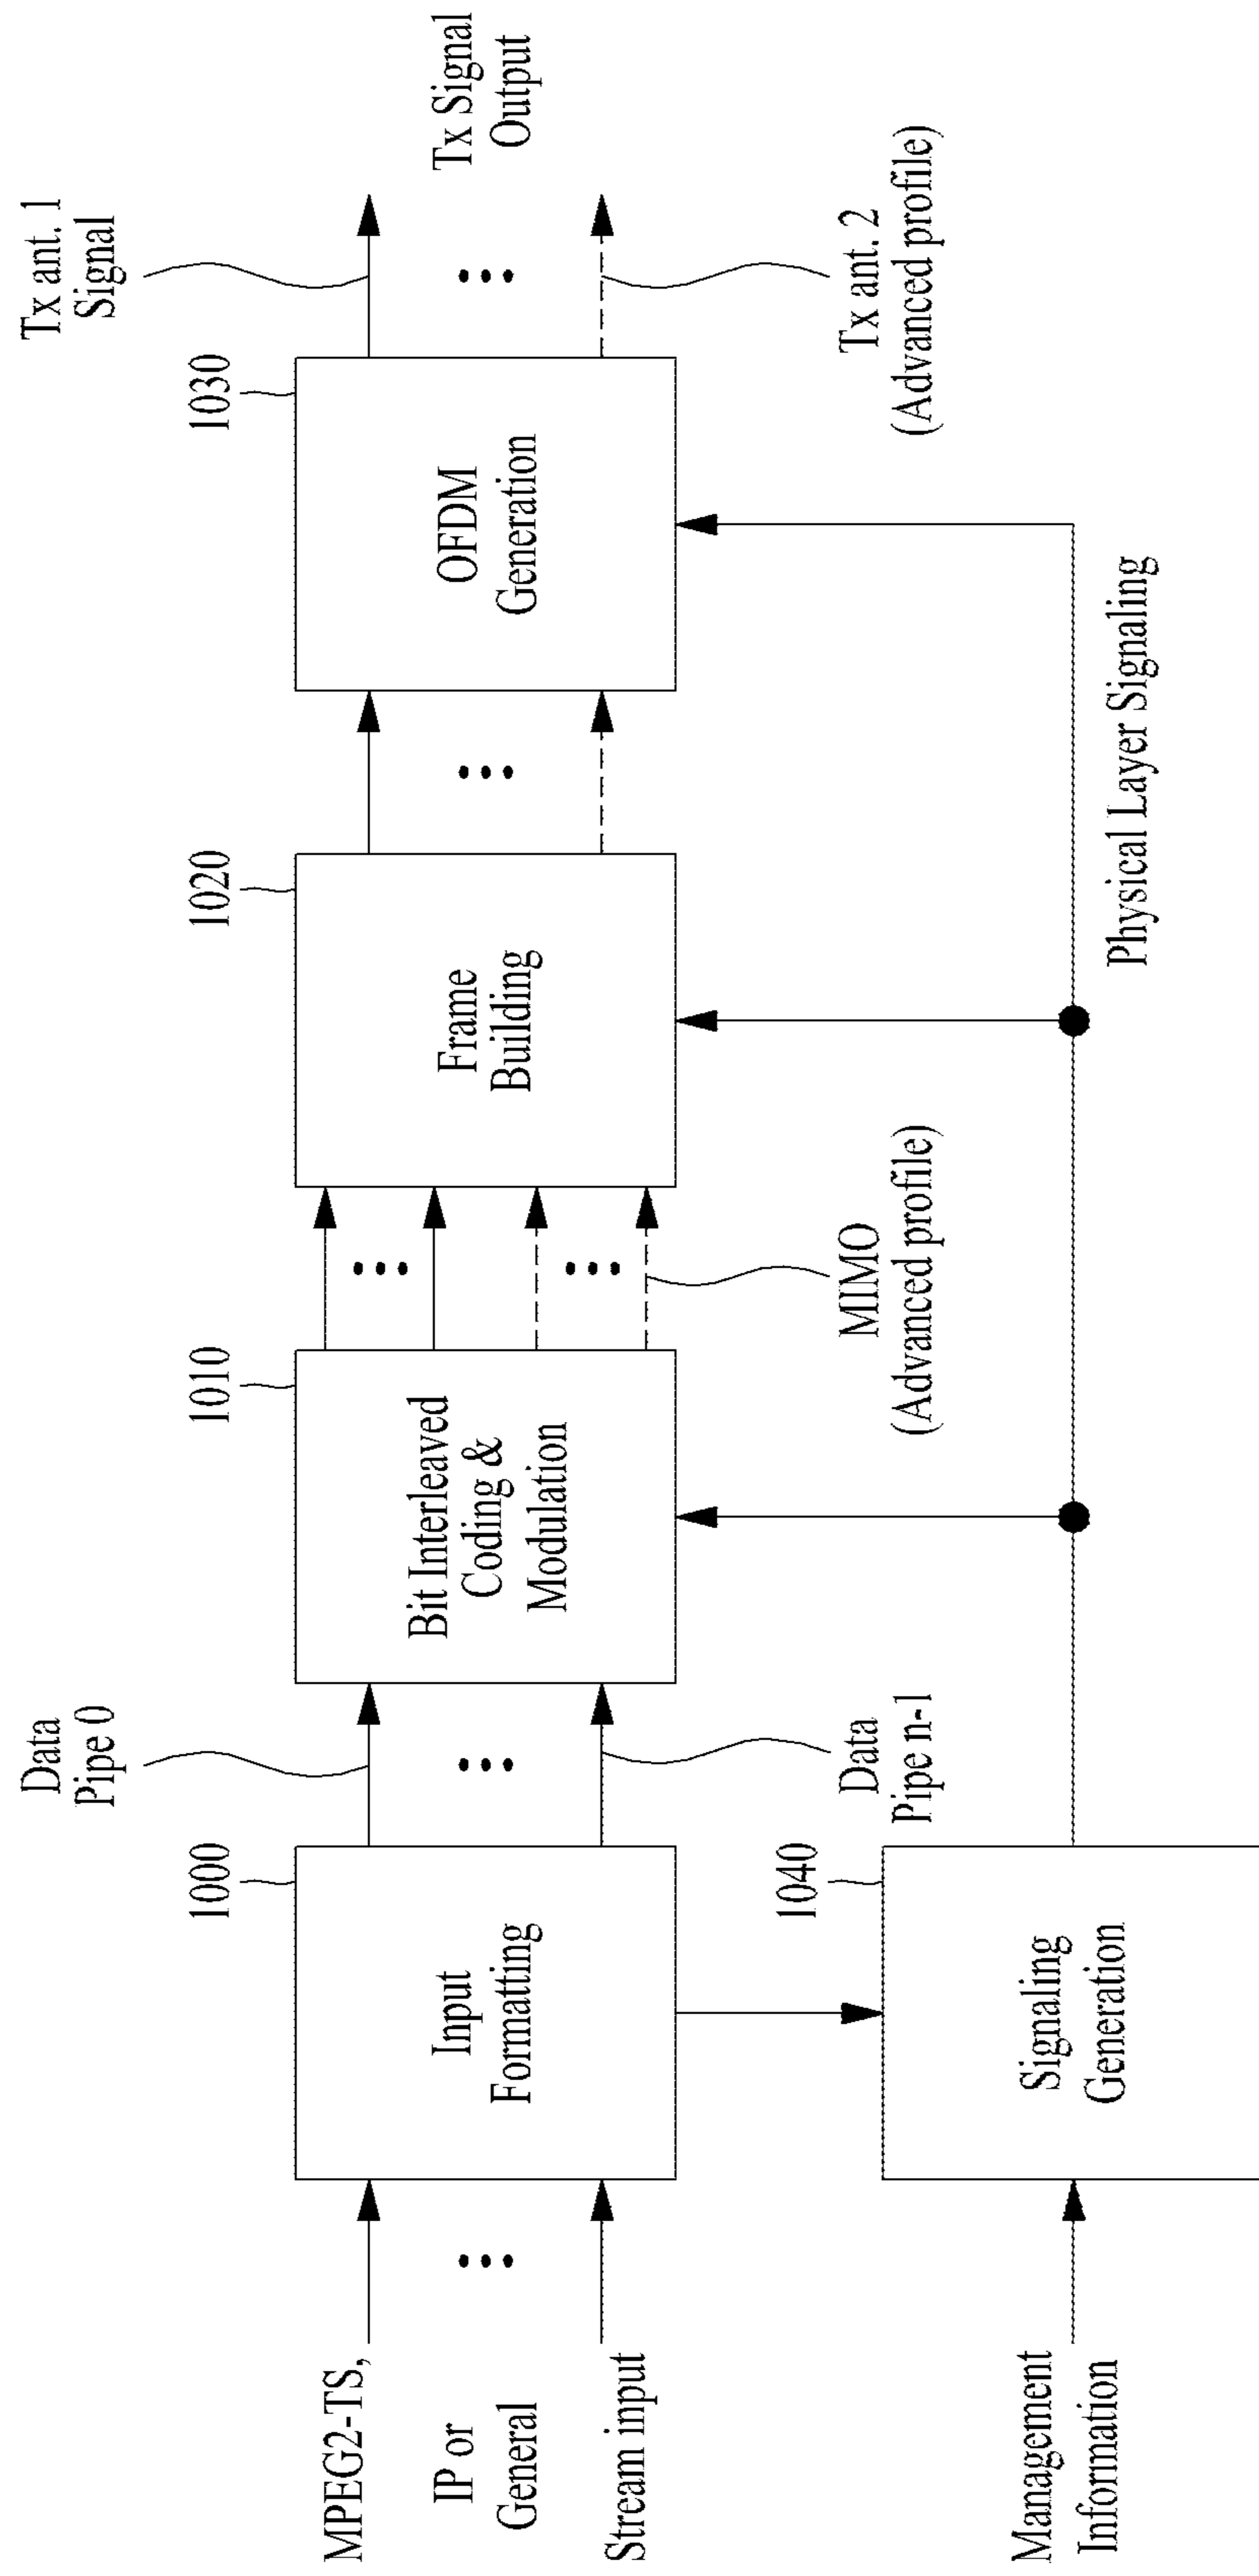 MPEG2-TS,
IP or
General
Stream input
Management
Information
1000
Input
Formatting
1040
Signaling
Generation
Data
Pipe 0
Data
Pipe n-1
1010
Bit Interleaved
Coding &
Modulation
MIMO
(Advanced profile)
1020
Frame
Building
Physical Layer Signaling
1030
OFDM
Generation
Tx ant. 1
Signal
Tx ant. 2
(Advanced profile)
Tx Signal
Output